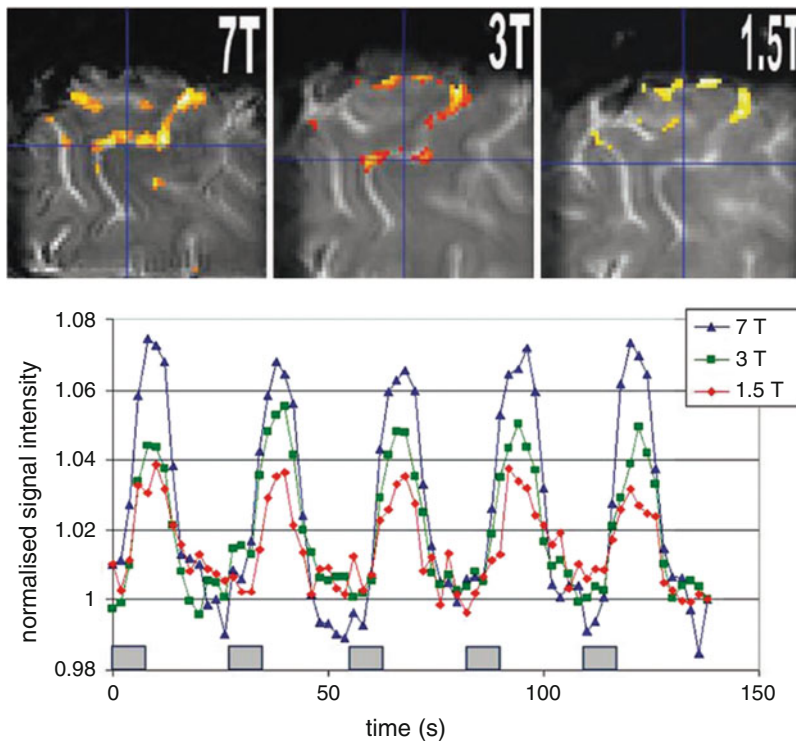 7T
3T
1.5T
1.08
1.06
1.04
1.02
1
0.98
normalised signal intensity
7 T
3 T
1.5 T
0
50
100
150
time (s)